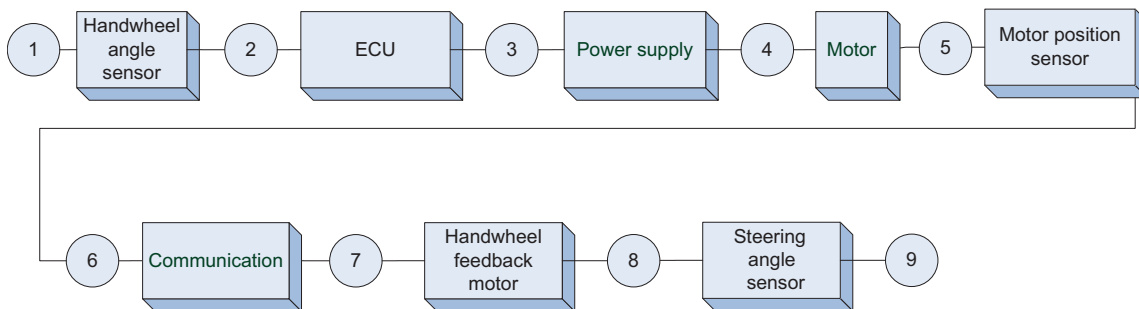 1
Handwheel
angle
sensor
2
ECU
3
Power supply
4
Motor
5
Motor position
sensor
6
Communication
7
Handwheel
feedback
motor
8
Steering
angle
sensor
9